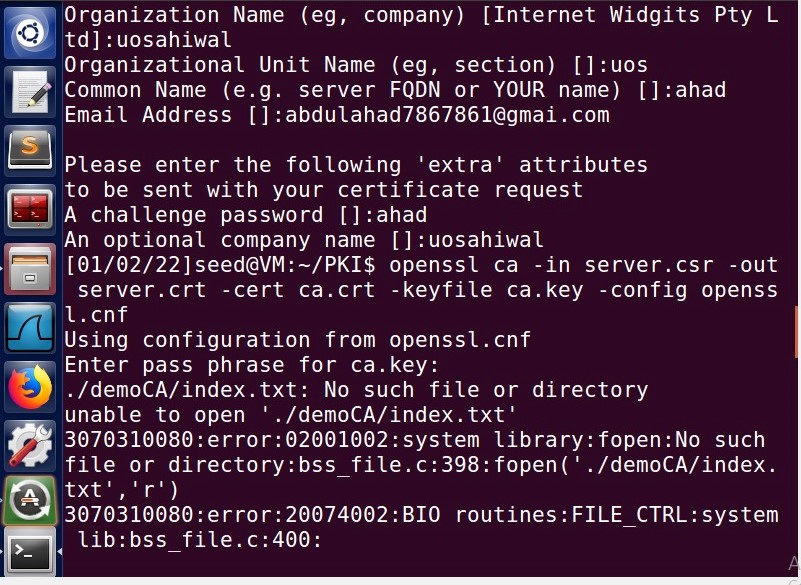 Organization Name (eg, company) [Internet Widgits Pty L
td]:uosahiwal
Organizational Unit Name (eg, section) []:uos
Common Name (e.g. server FQDN or YOUR name) []:ahad
Email Address []:abdulahad7867861@gmai.com
Please enter the following 'extra' attributes
to be sent with your certificate request
A challenge password []:ahad
An optional company name []:uosahiwal
[01/02/22]seed@VM:~/PKI$ openssl ca -in server.csr -out
 server.crt -cert ca.crt -keyfile ca.key -config openss
l.cnf
Using configuration from openssl.cnf
Enter pass phrase for ca.key:
./demoCA/index.txt: No such file or directory
unable to open './demoCA/index.txt'
3070310080:error:02001002:system library:fopen:No such
file or directory:bss_file.c:398:fopen('./demoCA/index.
txt','r')
3070310080:error:20074002:BIO routines:FILE_CTRL:system
 lib:bss_file.c:400: